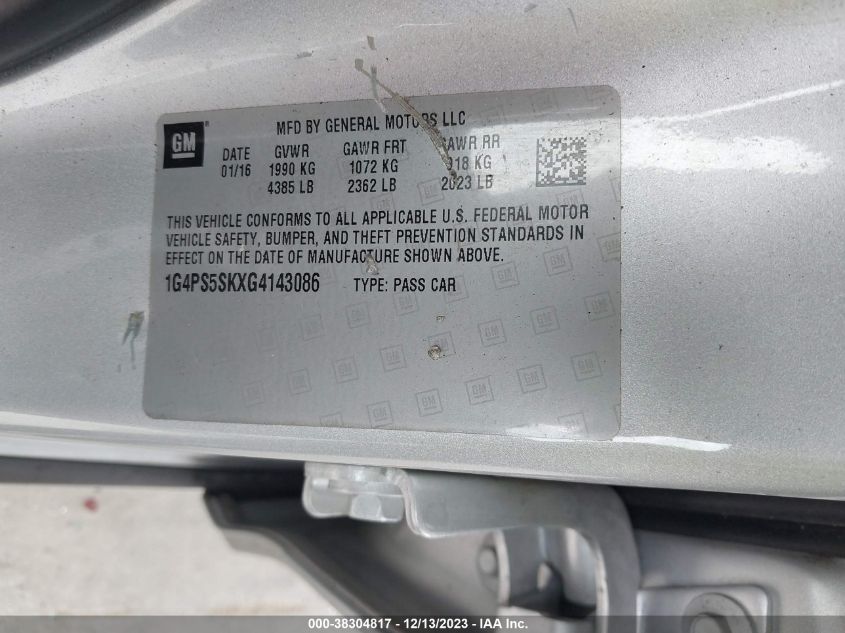 GM
MFD BY GENERAL MOTORS LLC
DATE GVWR GAWR FRT GAWR RR
01/16 1990 KG 1072 KG 918 KG
4385 LB 2362 LB 2023 LB
THIS VEHICLE CONFORMS TO ALL APPLICABLE U.S. FEDERAL MOTOR
VEHICLE SAFETY, BUMPER, AND THEFT PREVENTION STANDARDS IN
EFFECT ON THE DATE OF MANUFACTURE SHOWN ABOVE.
1G4PS5SKXG4143086 TYPE: PASS CAR
000-38304817 - 12/13/2023 - © IAA Inc.